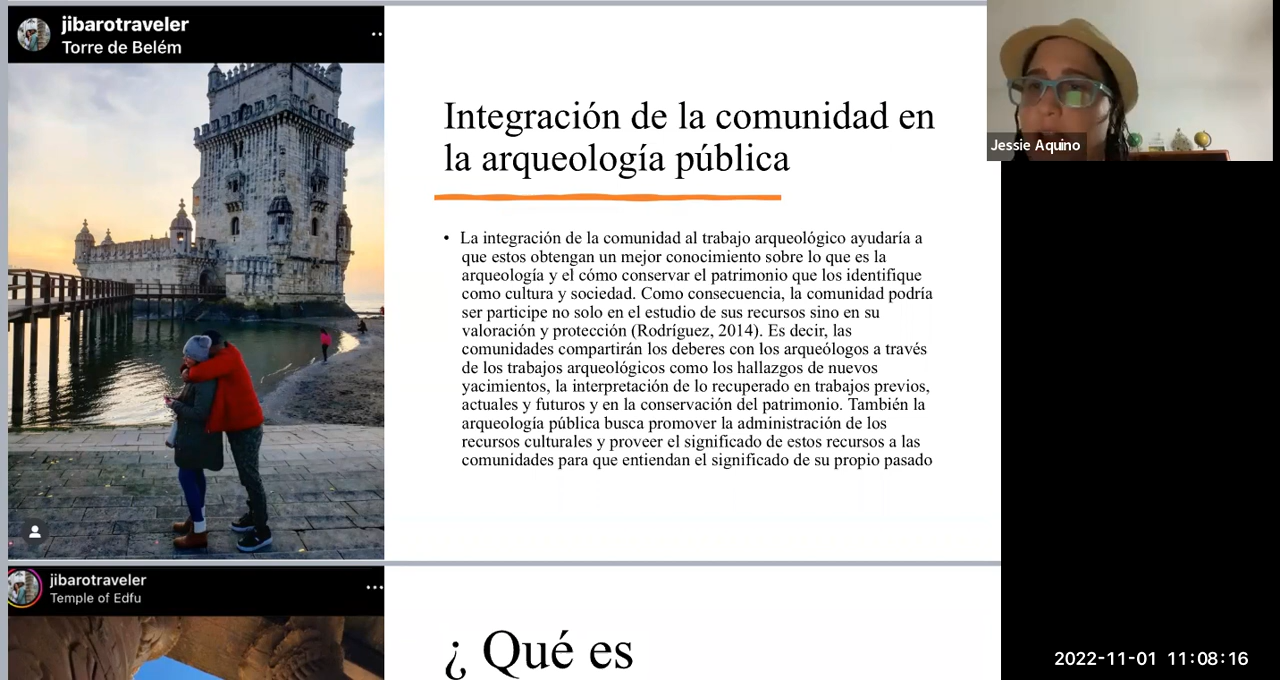 jibarotraveler
Torre de Belém
Integración de la comunidad en
la arqueología pública
• La integración de la comunidad al trabajo arqueológico ayudaría a
que estos obtengan un mejor conocimiento sobre lo que es la
arqueología y el cómo conservar el patrimonio que los identifique
como cultura y sociedad. Como consecuencia, la comunidad podría
ser participe no solo en el estudio de sus recursos sino en su
valoración y protección (Rodríguez, 2014). Es decir, las
comunidades compartirán los deberes con los arqueólogos a través
de los trabajos arqueológicos como los hallazgos de nuevos
yacimientos, la interpretación de lo recuperado en trabajos previos,
actuales y futuros y en la conservación del patrimonio. También la
arqueología pública busca promover la administración de los
recursos culturales y proveer el significado de estos recursos a las
comunidades para que entiendan el significado de su propio pasado
Jessie Aquino
jibarotraveler
Temple of Edfu
¿ Qué es
2022-11-01 11:08:16